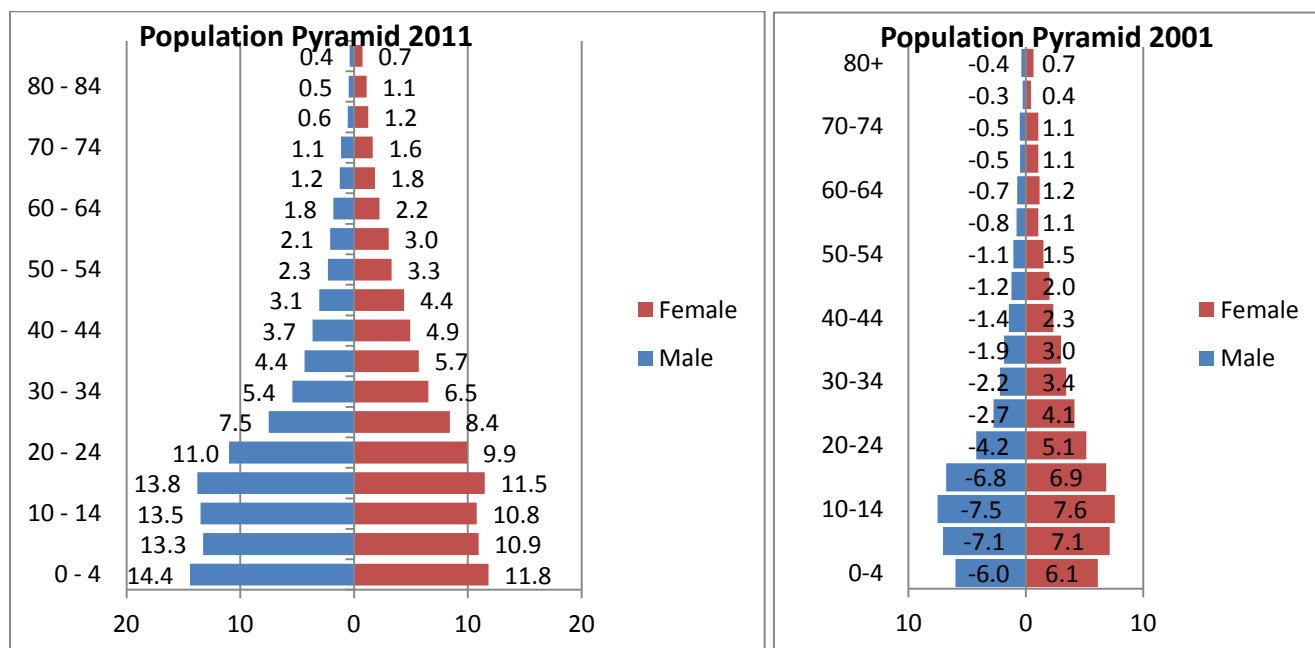 Population Pyramid 2011
0.4 0.7
80 - 84 0.5 1.1
0.6 1.2
70 - 74 1.1 1.6
1.2 1.8
60 - 64 1.8 2.2
2.1 3.0
50 - 54 2.3 3.3
3.1 4.4
40 - 44 3.7 4.9
4.4 5.7
30 - 34 5.4 6.5
7.5 8.4
20 - 24 11.0 9.9
13.8 11.5
10 - 14 13.5 10.8
13.3 10.9
0 - 4 14.4 11.8
20 10 0 10 20
Female
Male
Population Pyramid 2001
80+ -0.4 0.7
-0.3 0.4
70-74 -0.5 1.1
-0.5 1.1
60-64 -0.7 1.2
-0.8 1.1
50-54 -1.1 1.5
-1.2 2.0
40-44 -1.4 2.3
-1.9 3.0
30-34 -2.2 3.4
-2.7 4.1
20-24 -4.2 5.1
-6.8 6.9
10-14 -7.5 7.6
-7.1 7.1
0-4 -6.0 6.1
10 0 10
Female
Male